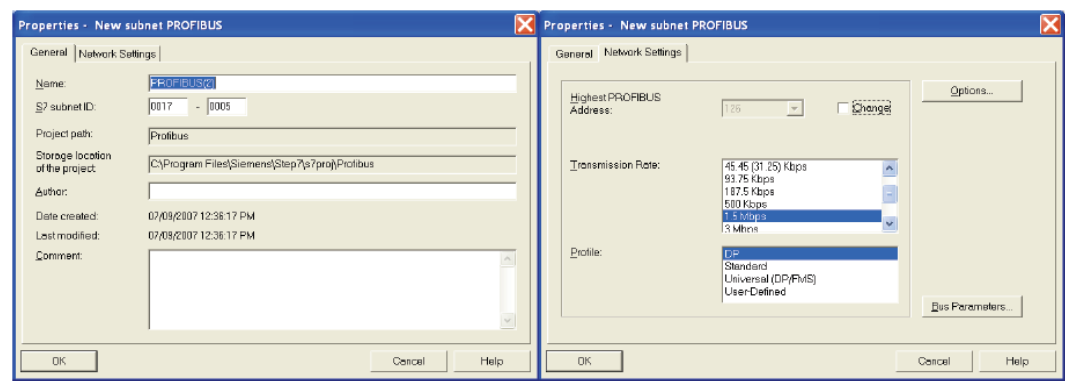 Properties - New subnet PROFIBUS
General Network Settings
Name: PROFIBUS(2)
S7 subnet ID: 0017 - 0005
Project path: Profibus
Storage location
of the project: C:\Program Files\Siemens\Step7\s7proj\Profibus
Author:
Date created: 07/09/2007 12:36:17 PM
Last modified: 07/09/2007 12:36:17 PM
Comment:
OK Cancel Help
Properties - New subnet PROFIBUS
General Network Settings
Highest PROFIBUS
Address: 126 Change
Options...
Transmission Rate: 45.45 (31.25) Kbps
93.75 Kbps
187.5 Kbps
500 Kbps
1.5 Mbps
3 Mbps
Profile: DP
Standard
Universal (DP/FMS)
User-Defined
Bus Parameters...
OK Cancel Help